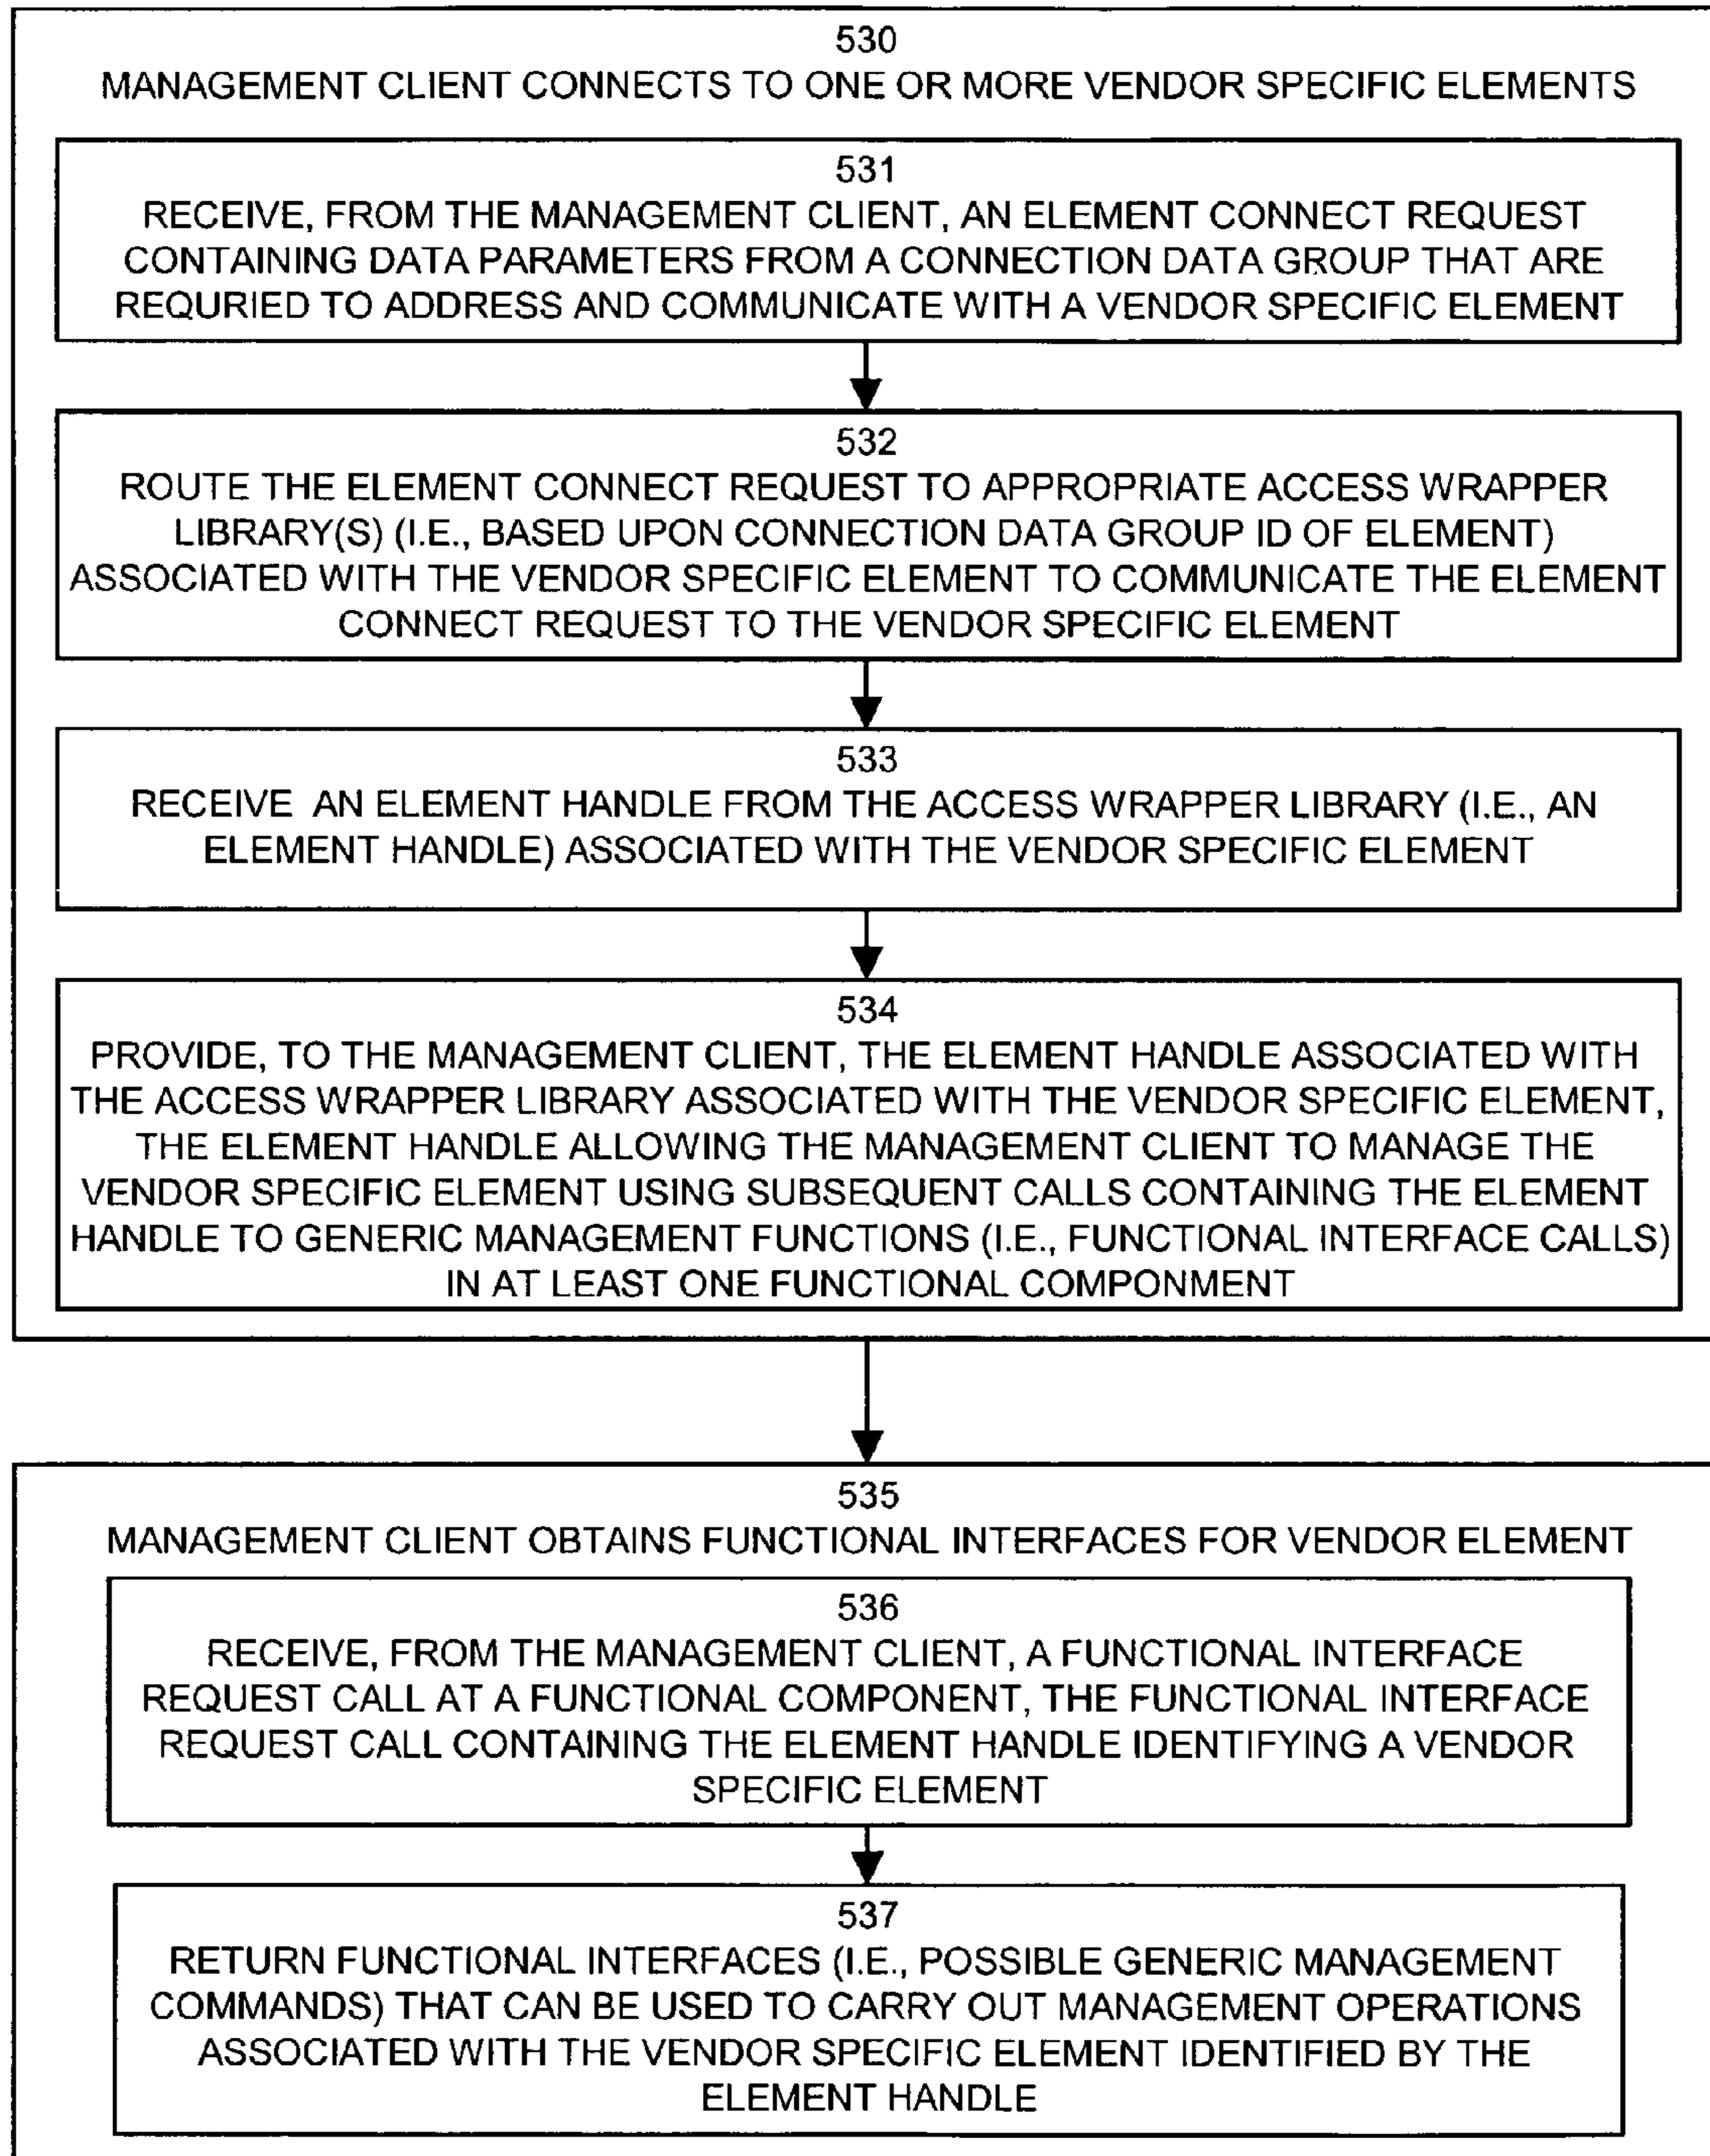 530
MANAGEMENT CLIENT CONNECTS TO ONE OR MORE VENDOR SPECIFIC ELEMENTS
531
RECEIVE, FROM THE MANAGEMENT CLIENT, AN ELEMENT CONNECT REQUEST
CONTAINING DATA PARAMETERS FROM A CONNECTION DATA GROUP THAT ARE
REQURIED TO ADDRESS AND COMMUNICATE WITH A VENDOR SPECIFIC ELEMENT
532
ROUTE THE ELEMENT CONNECT REQUEST TO APPROPRIATE ACCESS WRAPPER
LIBRARY(S) (I.E., BASED UPON CONNECTION DATA GROUP ID OF ELEMENT)
ASSOCIATED WITH THE VENDOR SPECIFIC ELEMENT TO COMMUNICATE THE ELEMENT
CONNECT REQUEST TO THE VENDOR SPECIFIC ELEMENT
533
RECEIVE AN ELEMENT HANDLE FROM THE ACCESS WRAPPER LIBRARY (I.E., AN
ELEMENT HANDLE) ASSOCIATED WITH THE VENDOR SPECIFIC ELEMENT
534
PROVIDE, TO THE MANAGEMENT CLIENT, THE ELEMENT HANDLE ASSOCIATED WITH
THE ACCESS WRAPPER LIBRARY ASSOCIATED WITH THE VENDOR SPECIFIC ELEMENT,
THE ELEMENT HANDLE ALLOWING THE MANAGEMENT CLIENT TO MANAGE THE
VENDOR SPECIFIC ELEMENT USING SUBSEQUENT CALLS CONTAINING THE ELEMENT
HANDLE TO GENERIC MANAGEMENT FUNCTIONS (I.E., FUNCTIONAL INTERFACE CALLS)
IN AT LEAST ONE FUNCTIONAL COMPONMENT
535
MANAGEMENT CLIENT OBTAINS FUNCTIONAL INTERFACES FOR VENDOR ELEMENT
536
RECEIVE, FROM THE MANAGEMENT CLIENT, A FUNCTIONAL INTERFACE
REQUEST CALL AT A FUNCTIONAL COMPONENT, THE FUNCTIONAL INTERFACE
REQUEST CALL CONTAINING THE ELEMENT HANDLE IDENTIFYING A VENDOR
SPECIFIC ELEMENT
537
RETURN FUNCTIONAL INTERFACES (I.E., POSSIBLE GENERIC MANAGEMENT
COMMANDS) THAT CAN BE USED TO CARRY OUT MANAGEMENT OPERATIONS
ASSOCIATED WITH THE VENDOR SPECIFIC ELEMENT IDENTIFIED BY THE
ELEMENT HANDLE